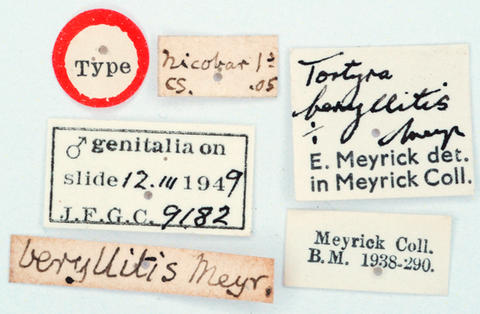 Type
Nicobar Is
CS. .05
Tortyra
beryllitis
Meyr
E. Meyrick det.
in Meyrick Coll.
♂ genitalia on
slide 12.III 1949
J.F.G.C. 9182
beryllitis Meyr.
Meyrick Coll.
B.M. 1938-290.